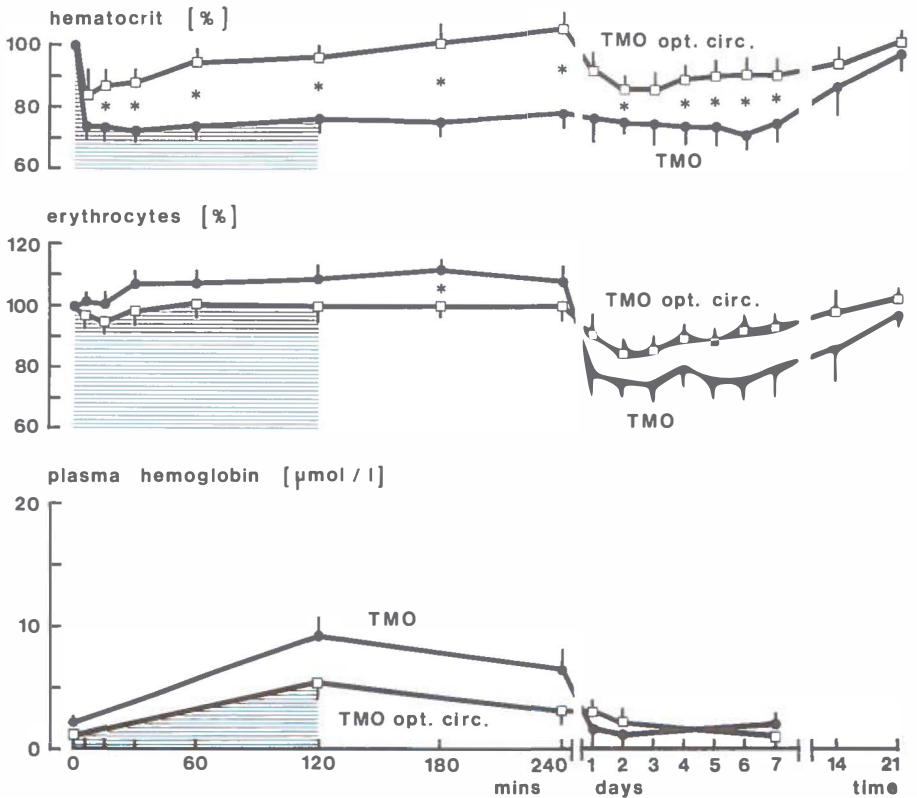 hematocrit [%]
100
80
60
TMO opt. circ.
* * * * * *
* * * * *
TMO
erythrocytes [%]
120
100
80
60
*
TMO opt. circ.
TMO
plasma hemoglobin [µmol / l]
20
10
0
TMO
TMO opt. circ.
0 60 120 180 240 1 2 3 4 5 6 7 14 21
mins days time